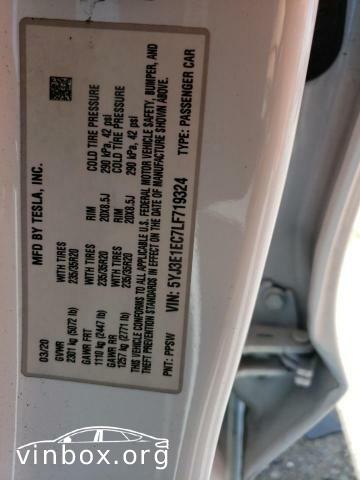 MFD BY TESLA, INC.
03/20
GVWR
2301 kg (5072 lb)
GAWR FRT WITH TIRES RIM COLD TIRE PRESSURE
1110 kg (2447 lb) 235/35R20 20X8.5J 290 kPa, 42 psi
GAWR RR WITH TIRES RIM COLD TIRE PRESSURE
1257 kg (2771 lb) 235/35R20 20X8.5J 290 kPa, 42 psi
THIS VEHICLE CONFORMS TO ALL APPLICABLE U.S. FEDERAL MOTOR VEHICLE SAFETY, BUMPER, AND
THEFT PREVENTION STANDARDS IN EFFECT ON THE DATE OF MANUFACTURE SHOWN ABOVE.
VIN: 5YJ3E1EC7LF719324
PNT: PPSW TYPE: PASSENGER CAR
vinbox.org